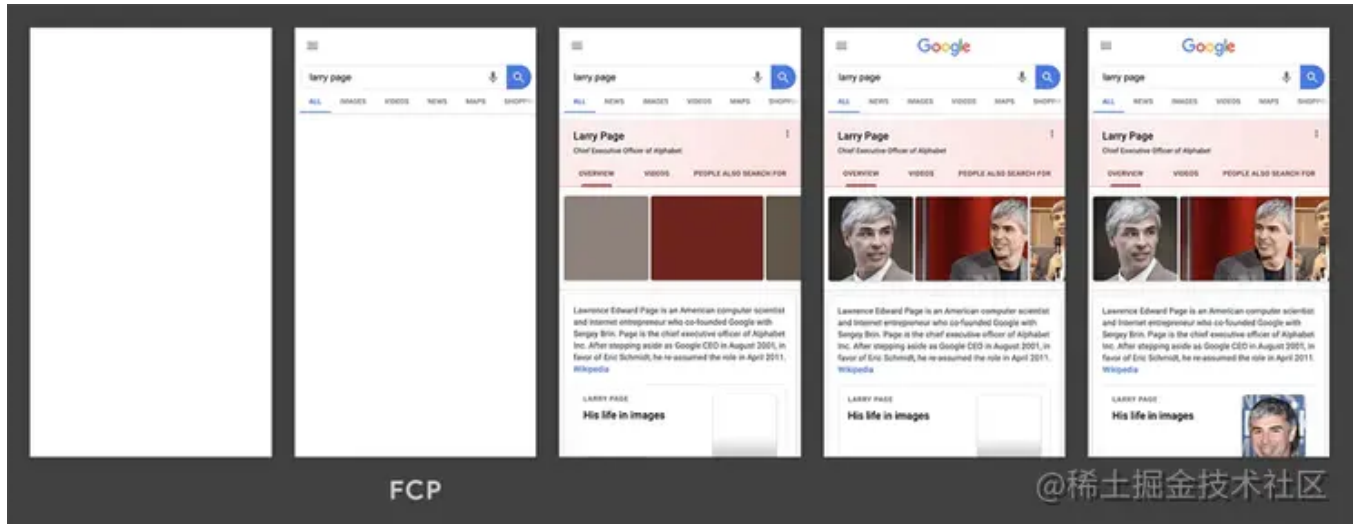 larry page
ALL IMAGES VIDEOS NEWS MAPS SHOPPI
larry page
ALL NEWS IMAGES VIDEOS MAPS SHOPPI
Larry Page
Chief Executive Officer of Alphabet
OVERVIEW VIDEOS PEOPLE ALSO SEARCH FOR
Lawrence Edward Page is an American computer scientist
and Internet entrepreneur who co-founded Google with
Sergey Brin. Page is the chief executive officer of Alphabet
Inc. After stepping aside as Google CEO in August 2001, in
favor of Eric Schmidt, he re-assumed the role in April 2011.
Wikipedia
LARRY PAGE
His life in images
Google
larry page
ALL NEWS IMAGES VIDEOS MAPS SHOPPI
Larry Page
Chief Executive Officer of Alphabet
OVERVIEW VIDEOS PEOPLE ALSO SEARCH FOR
Lawrence Edward Page is an American computer scientist
and Internet entrepreneur who co-founded Google with
Sergey Brin. Page is the chief executive officer of Alphabet
Inc. After stepping aside as Google CEO in August 2001, in
favor of Eric Schmidt, he re-assumed the role in April 2011.
Wikipedia
LARRY PAGE
His life in images
Google
larry page
ALL NEWS IMAGES VIDEOS MAPS SHOPPI
Larry Page
Chief Executive Officer of Alphabet
OVERVIEW VIDEOS PEOPLE ALSO SEARCH FOR
Lawrence Edward Page is an American computer scientist
and Internet entrepreneur who co-founded Google with
Sergey Brin. Page is the chief executive officer of Alphabet
Inc. After stepping aside as Google CEO in August 2001, in
favor of Eric Schmidt, he re-assumed the role in April 2011.
Wikipedia
LARRY PAGE
His life in images
FCP
@稀土掘金技术社区